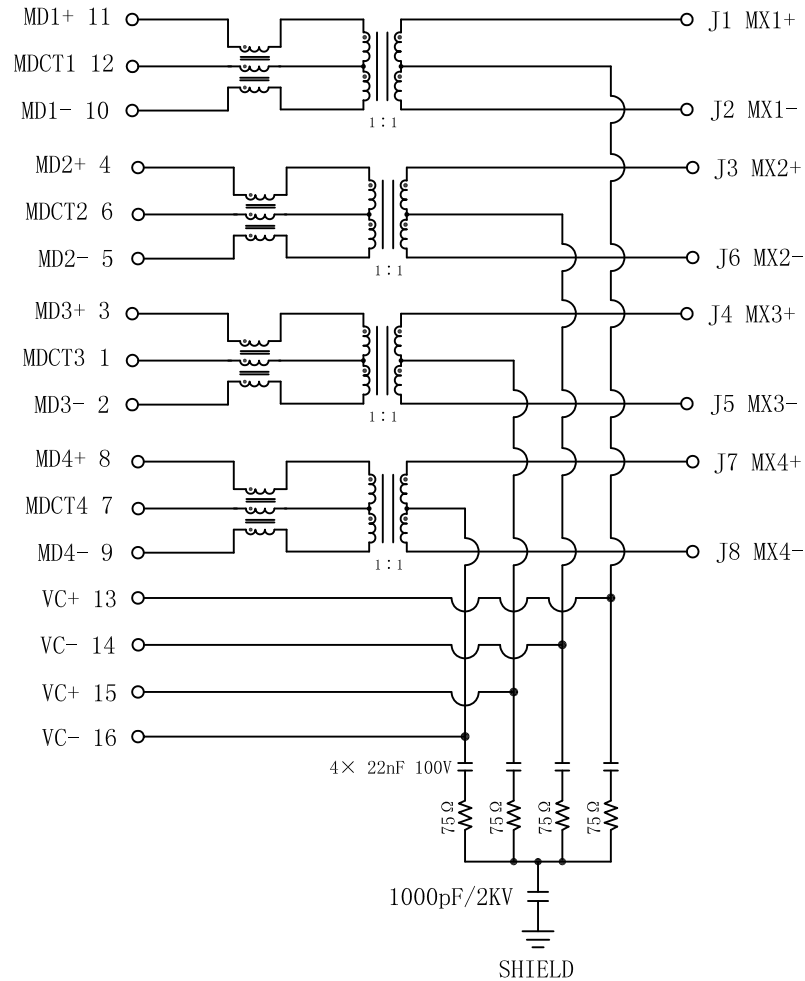 MD1+ 11
J1 MX1+
MDCT1 12
MD1- 10
J2 MX1-
1:1
MD2+ 4
J3 MX2+
MDCT2 6
MD2- 5
J6 MX2-
1:1
MD3+ 3
J4 MX3+
MDCT3 1
MD3- 2
J5 MX3-
1:1
MD4+ 8
J7 MX4+
MDCT4 7
MD4- 9
J8 MX4-
1:1
VC+ 13
VC- 14
VC+ 15
VC- 16
4× 22nF 100V
75Ω
75Ω
75Ω
75Ω
1000pF/2KV
SHIELD